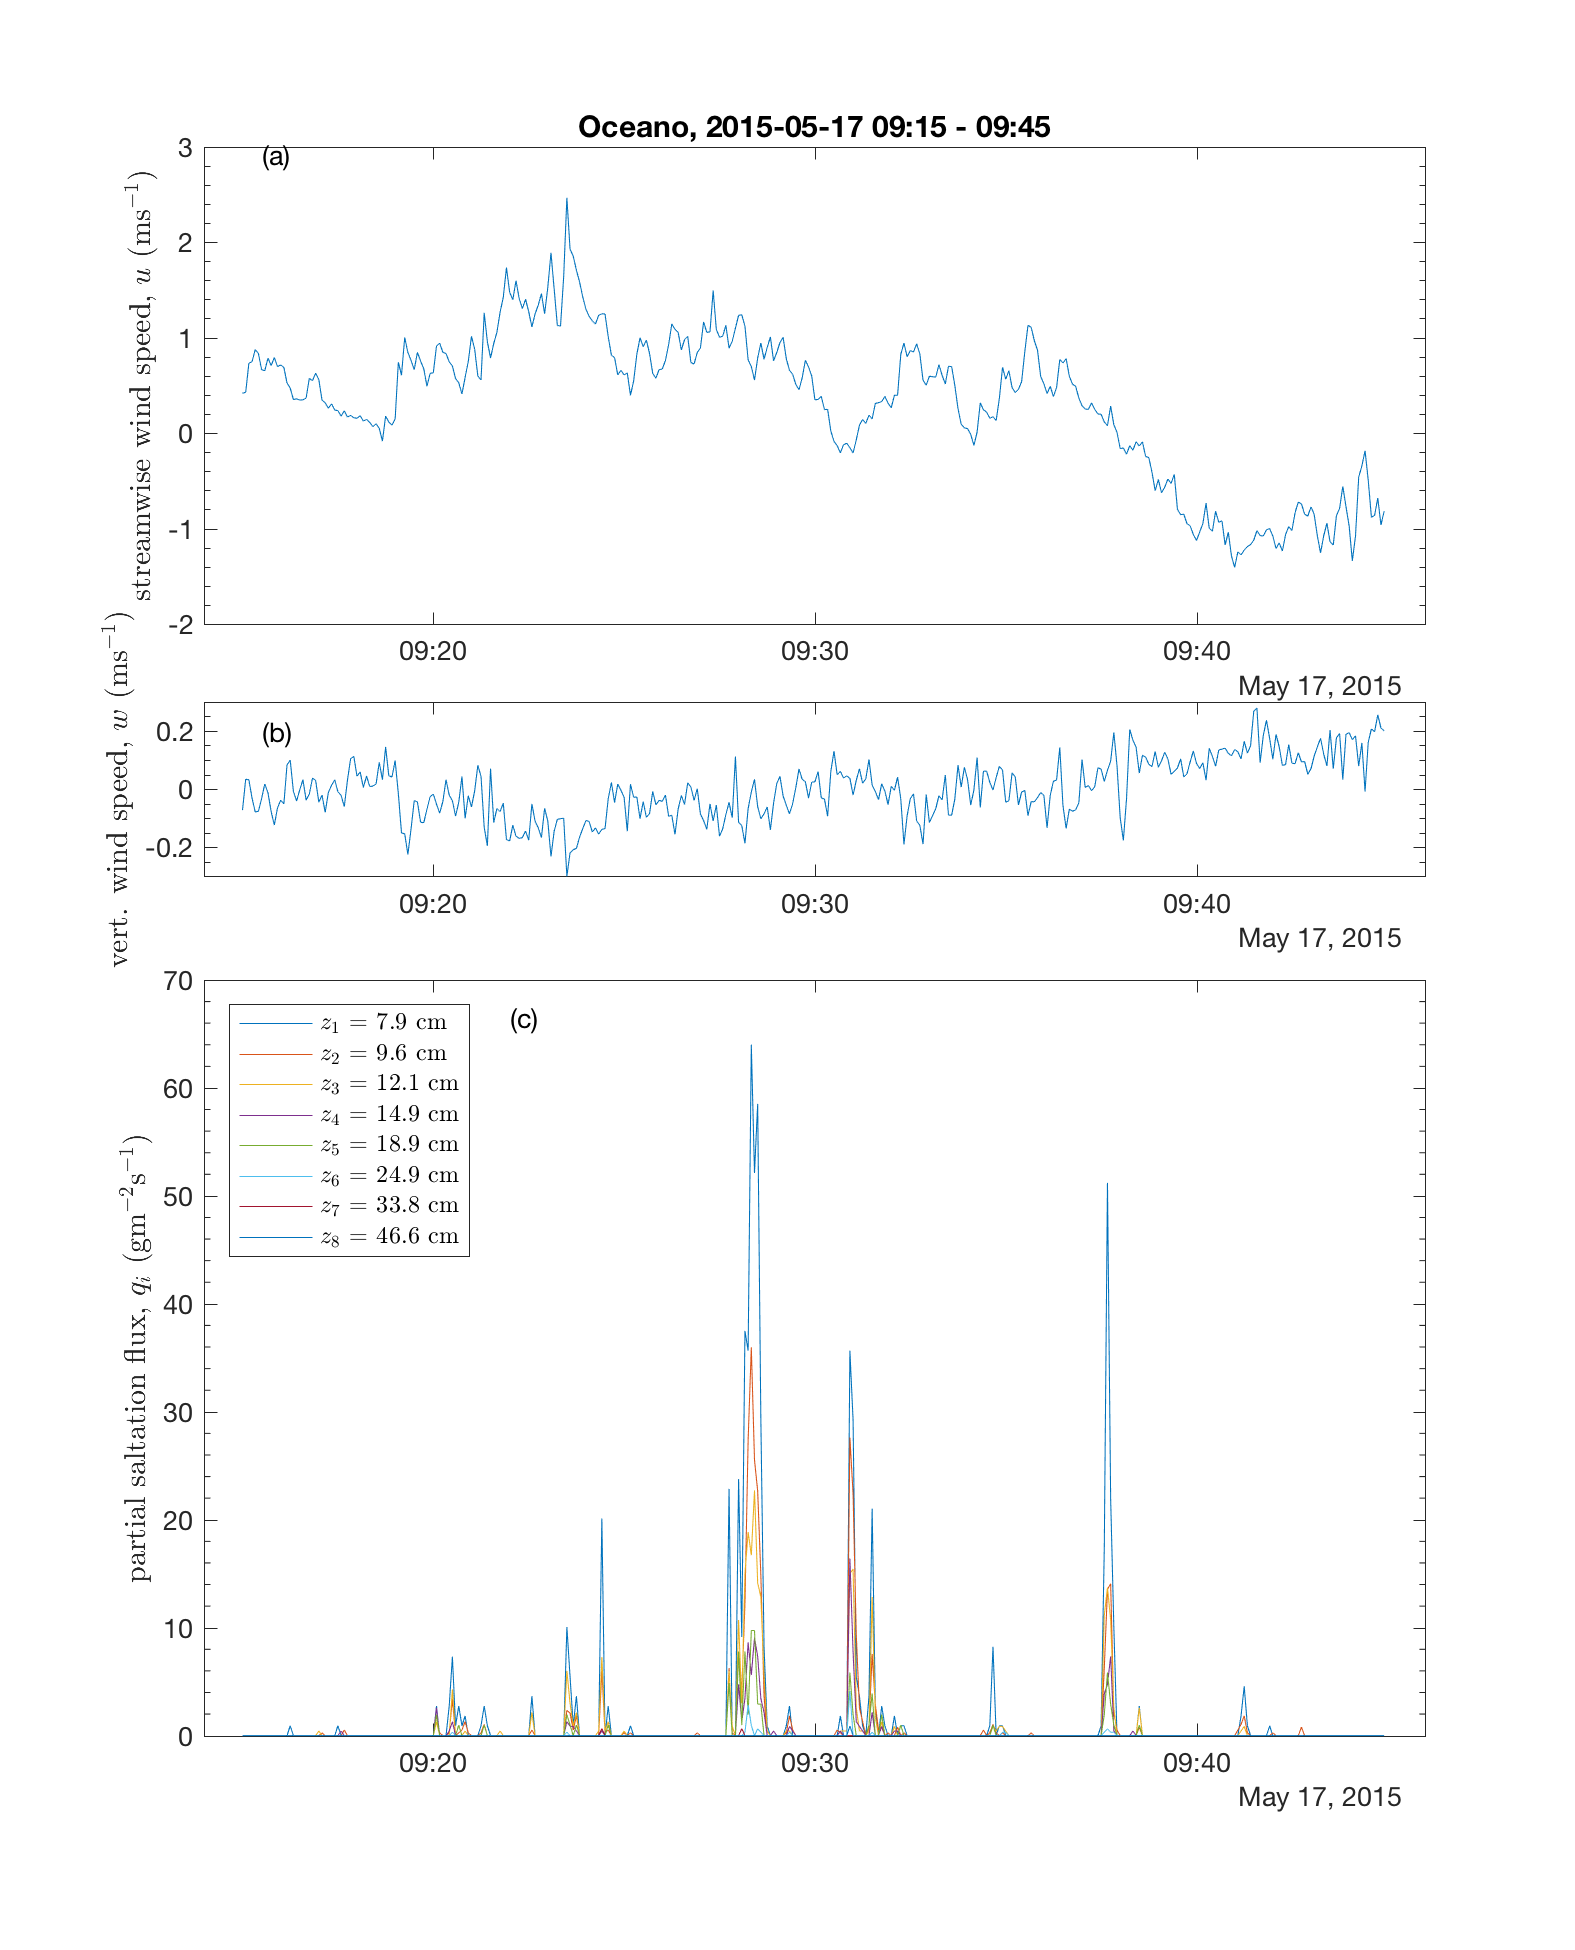 Oceano, 2015-05-17 09:15 - 09:45
(a)
streamwise wind speed, u (ms⁻¹)
3
2
1
0
-1
-2
09:20 09:30 09:40
May 17, 2015
(b)
vert. wind speed, w (ms⁻¹)
0.2
0
-0.2
09:20 09:30 09:40
May 17, 2015
(c)
partial saltation flux, qᵢ (gm⁻²s⁻¹)
70
60
50
40
30
20
10
0
z₁ = 7.9 cm
z₂ = 9.6 cm
z₃ = 12.1 cm
z₄ = 14.9 cm
z₅ = 18.9 cm
z₆ = 24.9 cm
z₇ = 33.8 cm
z₈ = 46.6 cm
09:20 09:30 09:40
May 17, 2015